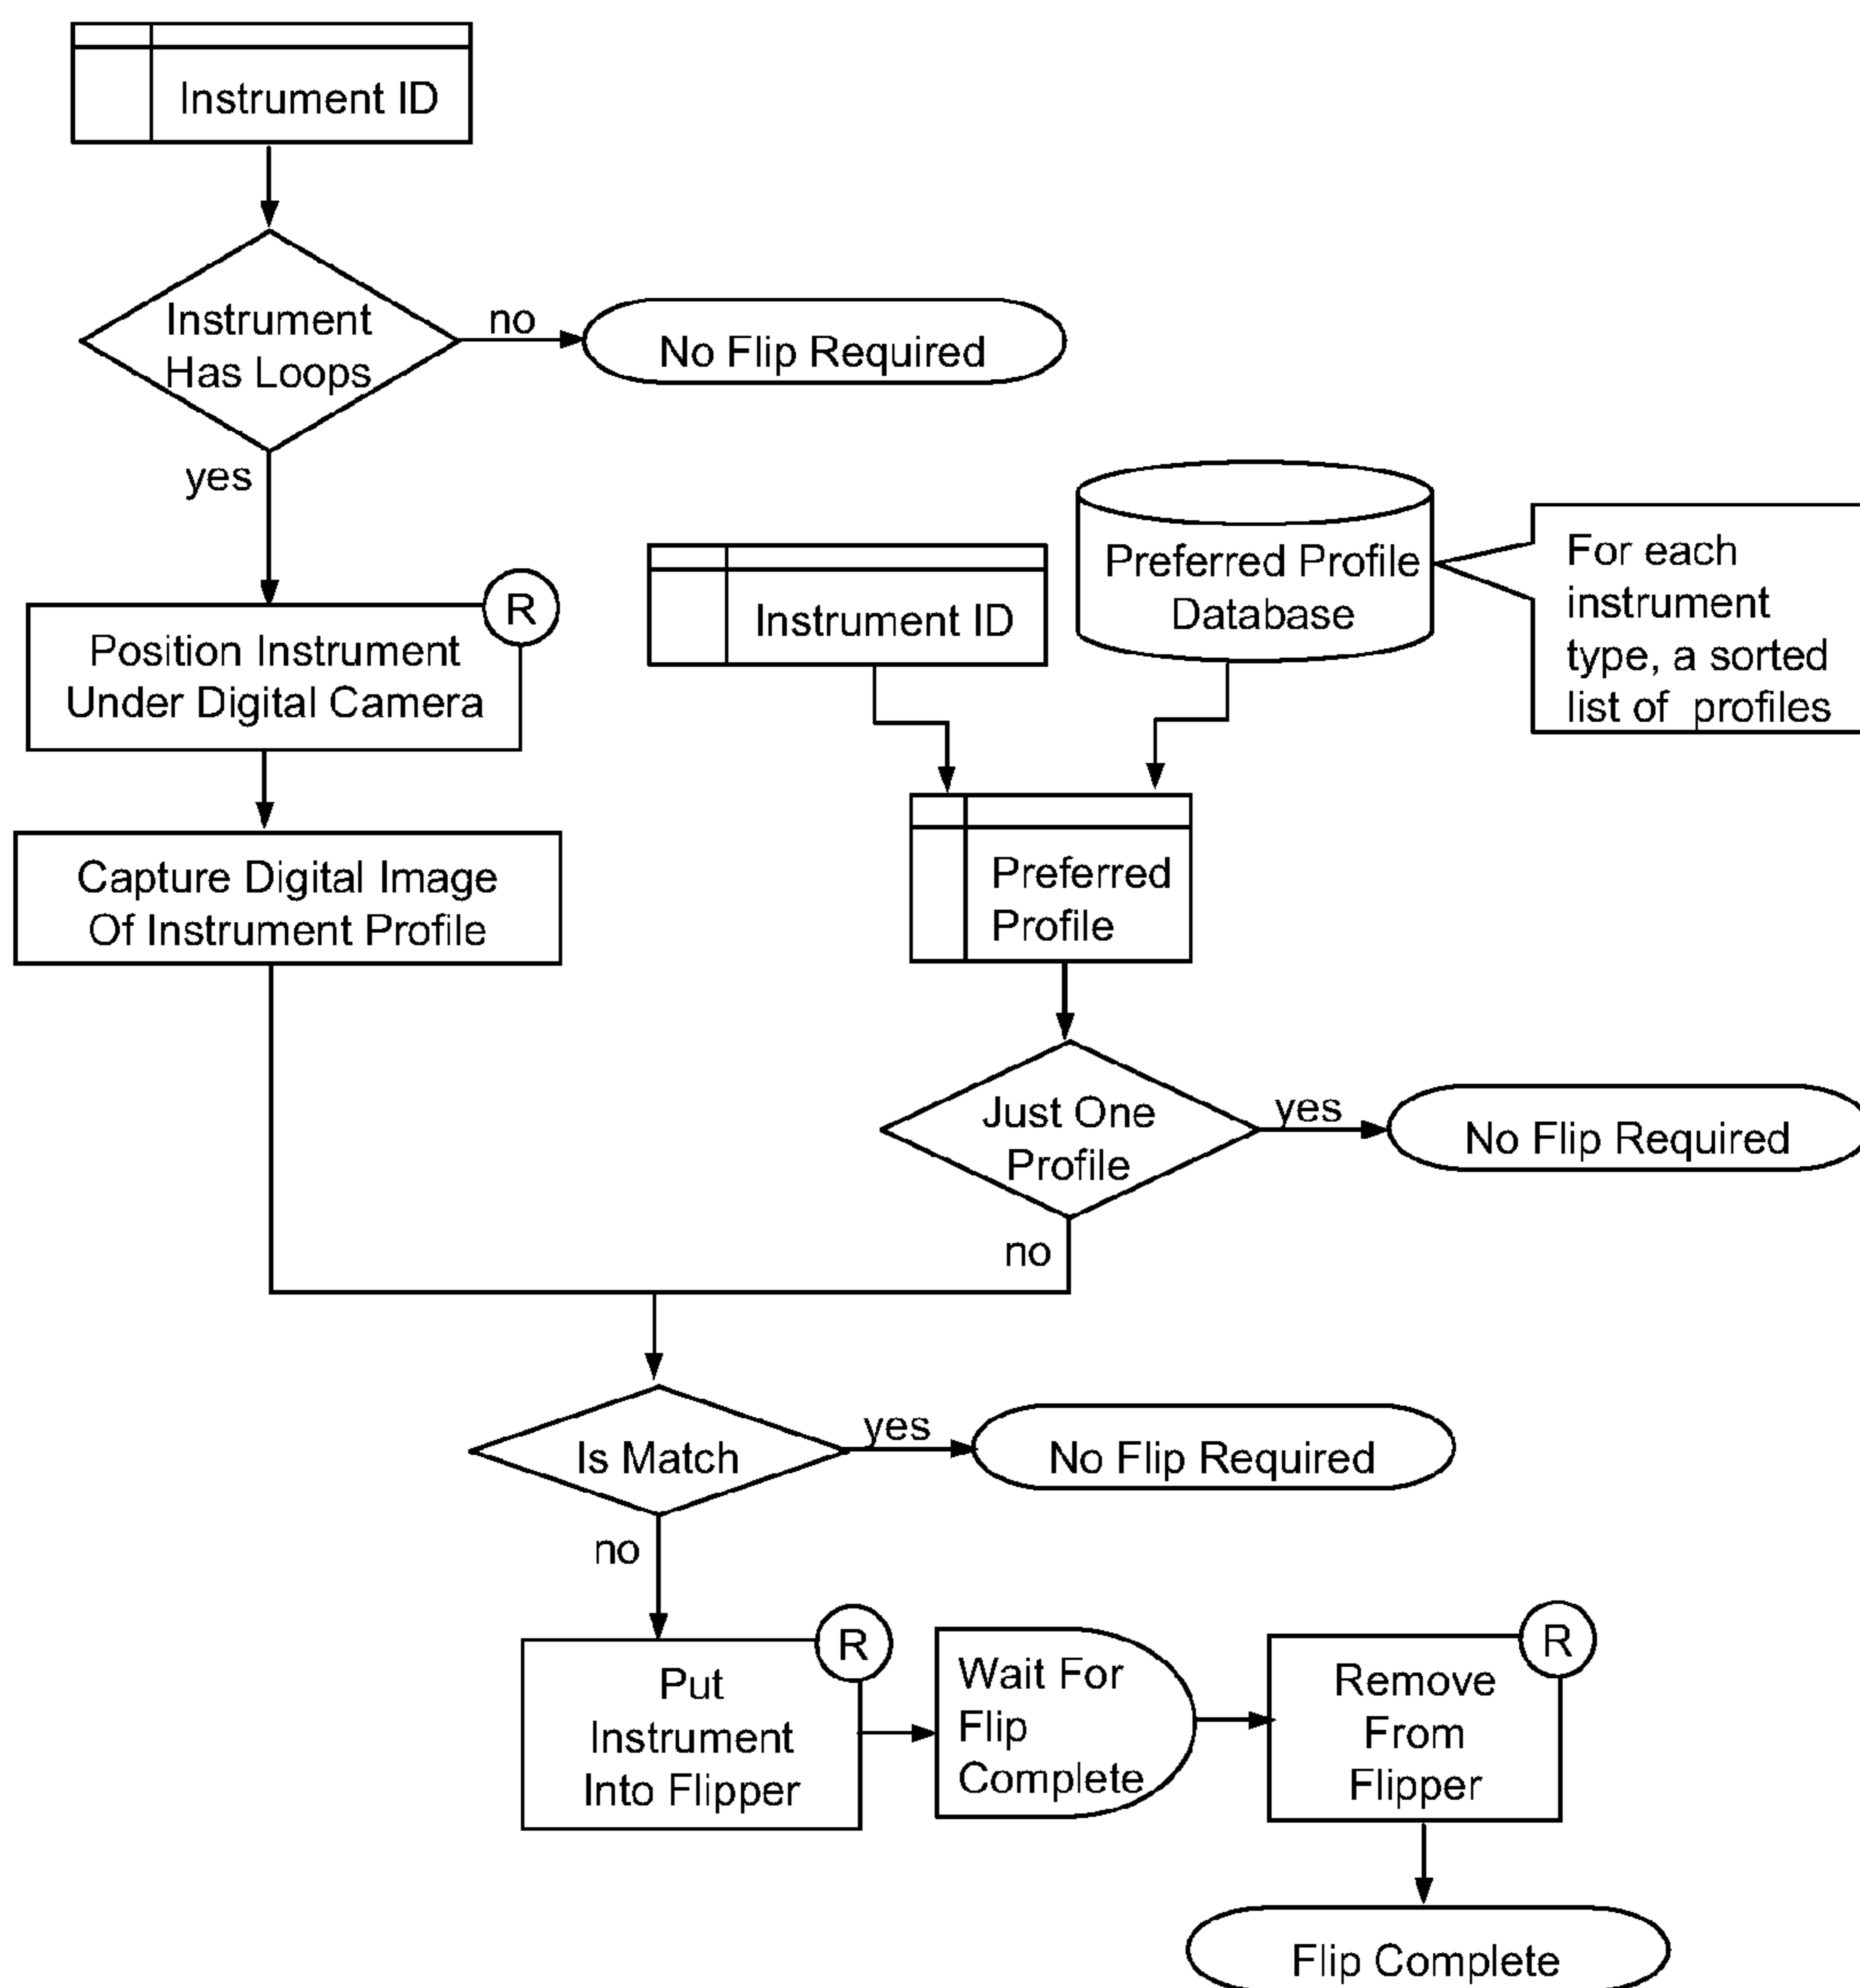 Instrument ID
Instrument
Has Loops
no
No Flip Required
yes
R
Position Instrument
Under Digital Camera
Capture Digital Image
Of Instrument Profile
Instrument ID
Preferred Profile
Database
For each
instrument
type, a sorted
list of profiles
Preferred
Profile
Just One
Profile
yes
No Flip Required
no
Is Match
yes
No Flip Required
no
R
Put
Instrument
Into Flipper
Wait For
Flip
Complete
R
Remove
From
Flipper
Flip Complete